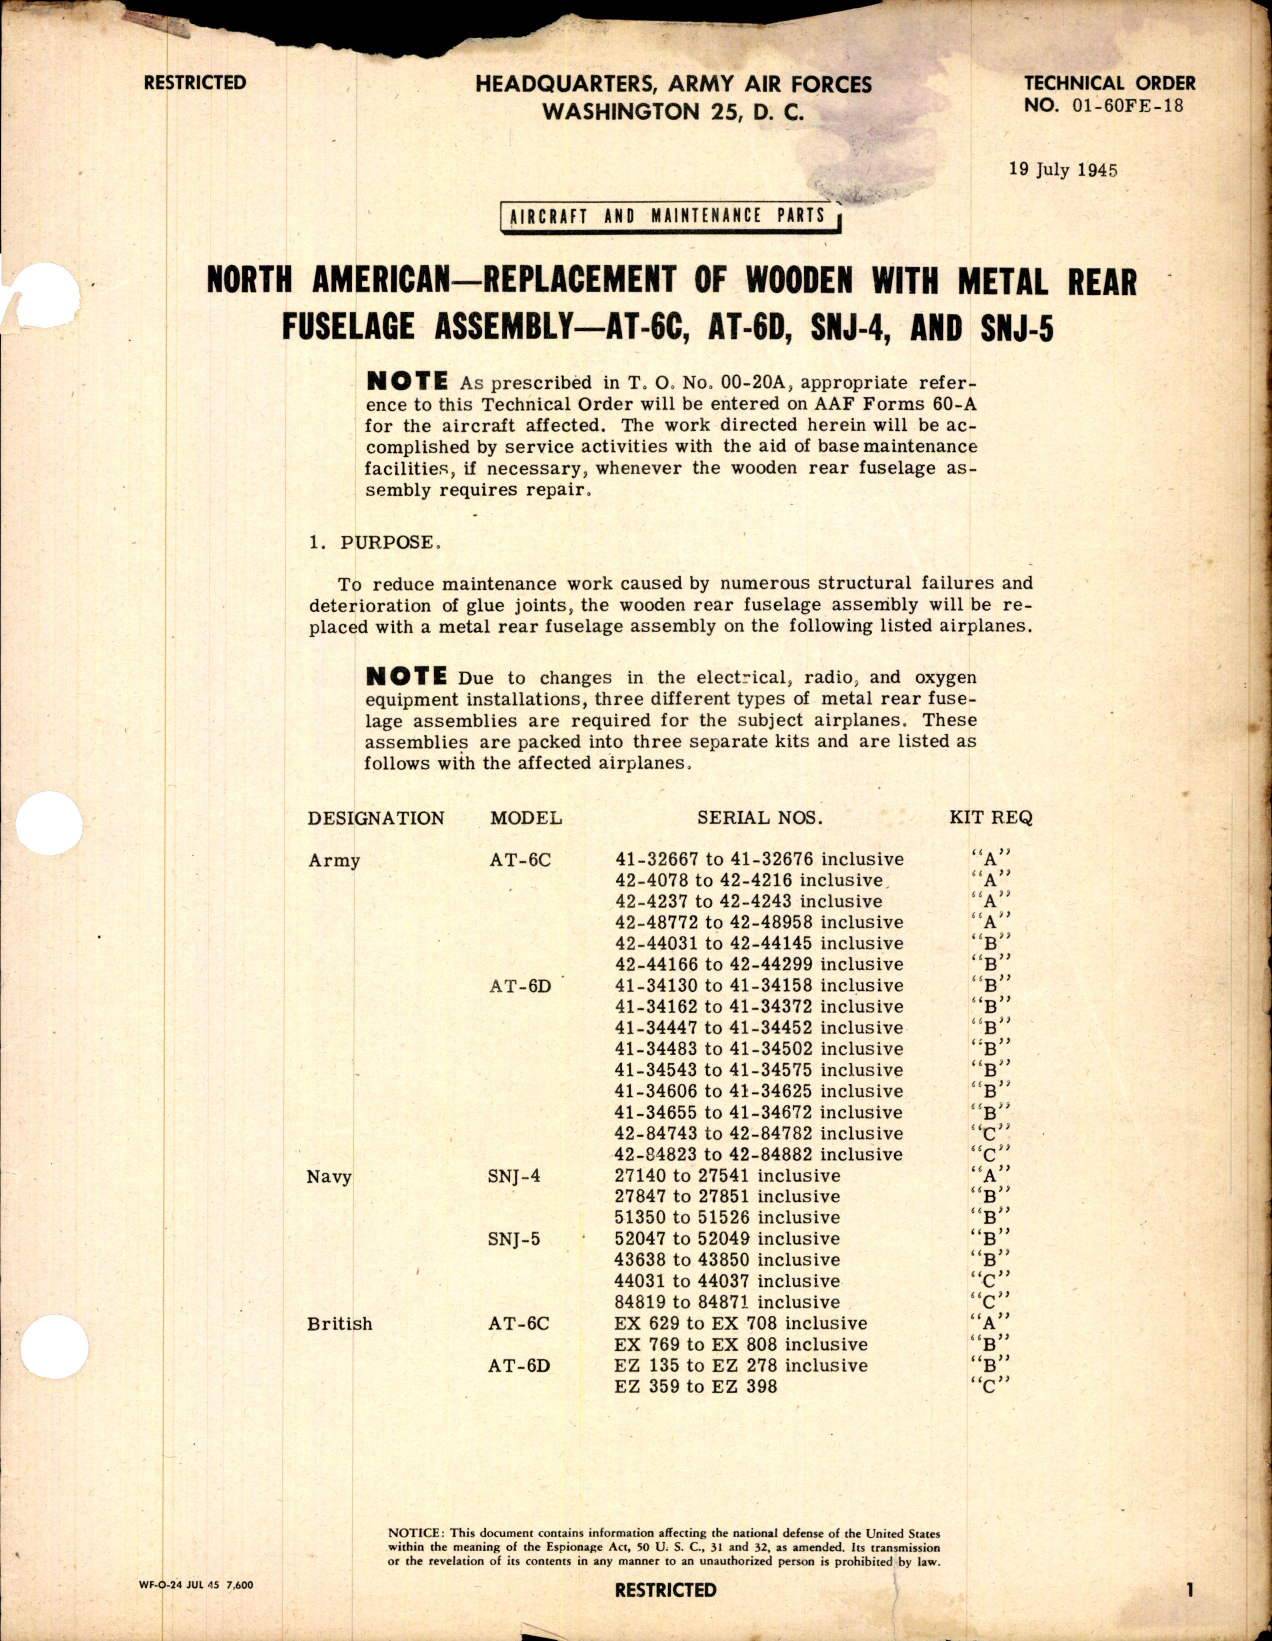 RESTRICTED
HEADQUARTERS, ARMY AIR FORCES
WASHINGTON 25, D. C.
TECHNICAL ORDER
NO. 01-60FE-18
19 July 1945
AIRCRAFT AND MAINTENANCE PARTS
NORTH AMERICAN—REPLACEMENT OF WOODEN WITH METAL REAR
FUSELAGE ASSEMBLY—AT-6C, AT-6D, SNJ-4, AND SNJ-5
NOTE As prescribed in T. O. No. 00-20A, appropriate refer-
ence to this Technical Order will be entered on AAF Forms 60-A
for the aircraft affected. The work directed herein will be ac-
complished by service activities with the aid of base maintenance
facilities, if necessary, whenever the wooden rear fuselage as-
sembly requires repair.
1. PURPOSE.
To reduce maintenance work caused by numerous structural failures and
deterioration of glue joints, the wooden rear fuselage assembly will be re-
placed with a metal rear fuselage assembly on the following listed airplanes.
NOTE Due to changes in the electrical, radio, and oxygen
equipment installations, three different types of metal rear fuse-
lage assemblies are required for the subject airplanes. These
assemblies are packed into three separate kits and are listed as
follows with the affected airplanes.
DESIGNATION MODEL SERIAL NOS. KIT REQ
Army AT-6C 41-32667 to 41-32676 inclusive "A"
42-4078 to 42-4216 inclusive "A"
42-4237 to 42-4243 inclusive "A"
42-48772 to 42-48958 inclusive "A"
42-44031 to 42-44145 inclusive "B"
42-44166 to 42-44299 inclusive "B"
AT-6D 41-34130 to 41-34158 inclusive "B"
41-34162 to 41-34372 inclusive "B"
41-34447 to 41-34452 inclusive "B"
41-34483 to 41-34502 inclusive "B"
41-34543 to 41-34575 inclusive "B"
41-34606 to 41-34625 inclusive "B"
41-34655 to 41-34672 inclusive "B"
42-84743 to 42-84782 inclusive "C"
42-84823 to 42-84882 inclusive "C"
Navy SNJ-4 27140 to 27541 inclusive "A"
27847 to 27851 inclusive "B"
51350 to 51526 inclusive "B"
SNJ-5 52047 to 52049 inclusive "B"
43638 to 43850 inclusive "B"
44031 to 44037 inclusive "C"
84819 to 84871 inclusive "C"
British AT-6C EX 629 to EX 708 inclusive "A"
EX 769 to EX 808 inclusive "B"
AT-6D EZ 135 to EZ 278 inclusive "B"
EZ 359 to EZ 398 "C"
NOTICE: This document contains information affecting the national defense of the United States
within the meaning of the Espionage Act, 50 U. S. C., 31 and 32, as amended. Its transmission
or the revelation of its contents in any manner to an unauthorized person is prohibited by law.
WF-O-24 JUL 45 7,600
RESTRICTED
1